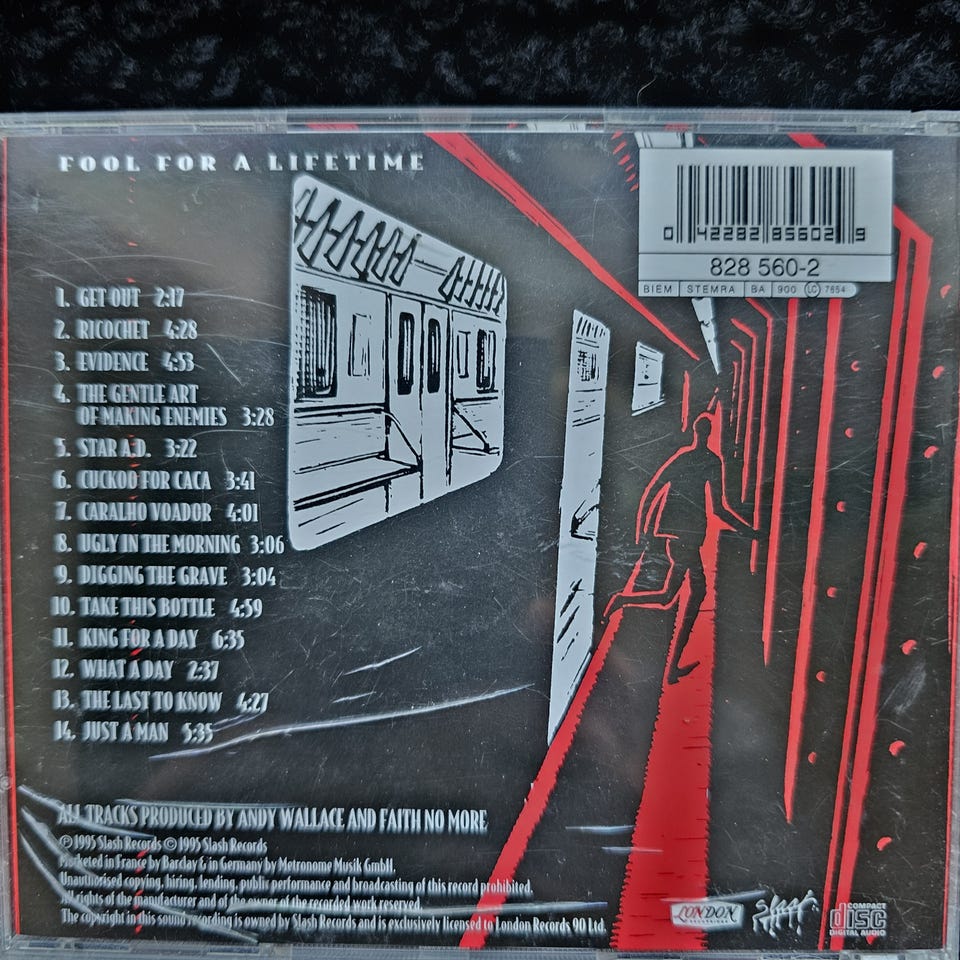 FOOL FOR A LIFETIME
0 42282 85602 9
828 560-2
BIEM STEMRA BA 900 LC 7654
1. GET OUT 2:17
2. RICOCHET 4:28
3. EVIDENCE 4:53
4. THE GENTLE ART
OF MAKING ENEMIES 3:28
5. STAR A.D. 3:22
6. CUCKOO FOR CACA 3:41
7. CARALHO VOADOR 4:01
8. UGLY IN THE MORNING 3:06
9. DIGGING THE GRAVE 3:04
10. TAKE THIS BOTTLE 4:59
11. KING FOR A DAY 6:35
12. WHAT A DAY 2:37
13. THE LAST TO KNOW 4:27
14. JUST A MAN 5:35
ALL TRACKS PRODUCED BY ANDY WALLACE AND FAITH NO MORE
℗ 1995 Slash Records © 1995 Slash Records
Marketed in France by Barclay & in Germany by Metronome Musik GmbH.
Unauthorised copying, hiring, lending, public performance and broadcasting of this record prohibited.
All rights of the manufacturer and of the owner of the recorded work reserved.
The copyright in this sound recording is owned by Slash Records and is exclusively licensed to London Records 90 Ltd.
LONDON
Slash
COMPACT
disc
DIGITAL AUDIO